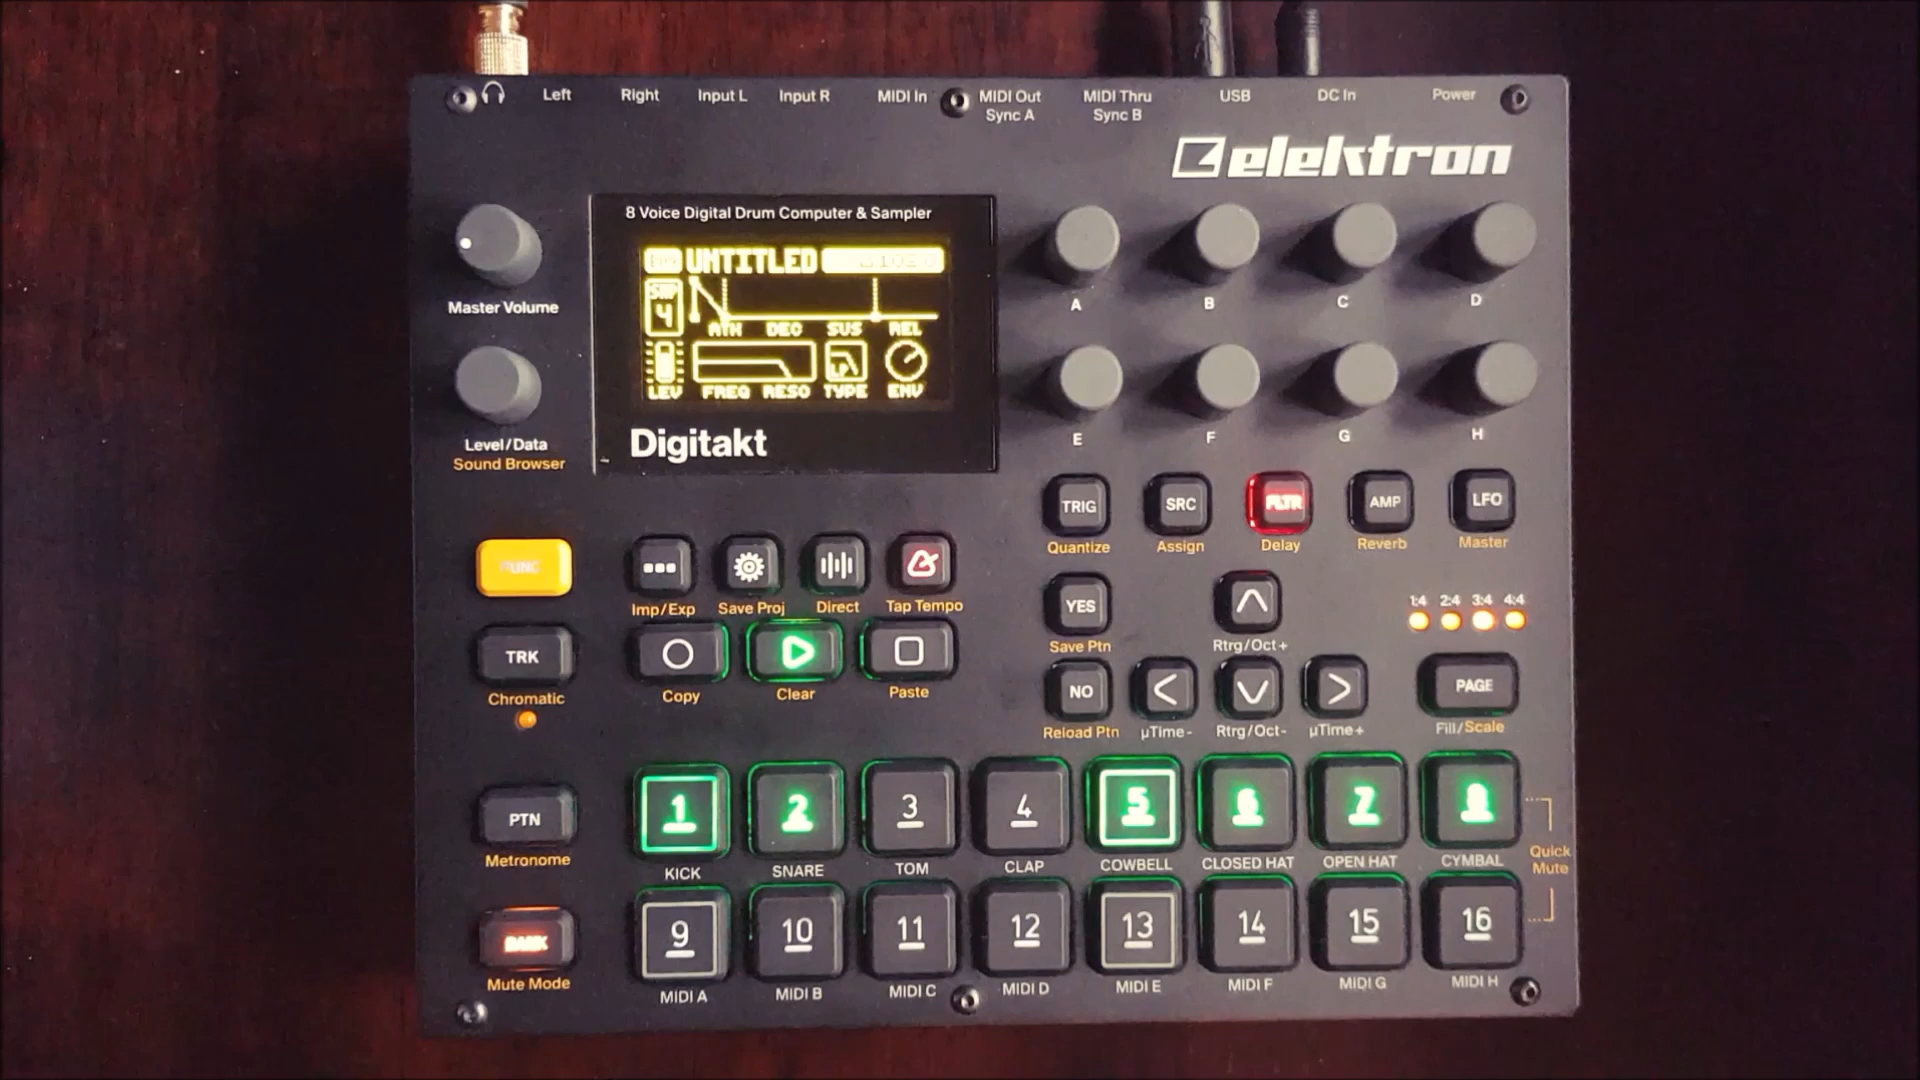 Left Right Input L Input R MIDI In MIDI Out MIDI Thru USB DC In Power
Sync A Sync B
elektron
8 Voice Digital Drum Computer & Sampler
UNTITLED
4
ATK DEC SUS REL
LEV FREQ RESO TYPE ENV
Digitakt
Master Volume
Level/Data
Sound Browser
A B C D
E F G H
TRIG SRC FLTR AMP LFO
Quantize Assign Delay Reverb Master
FUNC
Imp/Exp Save Proj Direct Tap Tempo
YES
Save Ptn
Rtrg/Oct+
1:4 2:4 3:4 4:4
TRK
Chromatic
Copy Clear Paste
NO PAGE
Reload Ptn µTime- Rtrg/Oct- µTime+ Fill/Scale
PTN
Metronome
1 2 3 4 5 6 7 8
KICK SNARE TOM CLAP COWBELL CLOSED HAT OPEN HAT CYMBAL
Quick
Mute
BANK
Mute Mode
9 10 11 12 13 14 15 16
MIDI A MIDI B MIDI C MIDI D MIDI E MIDI F MIDI G MIDI H